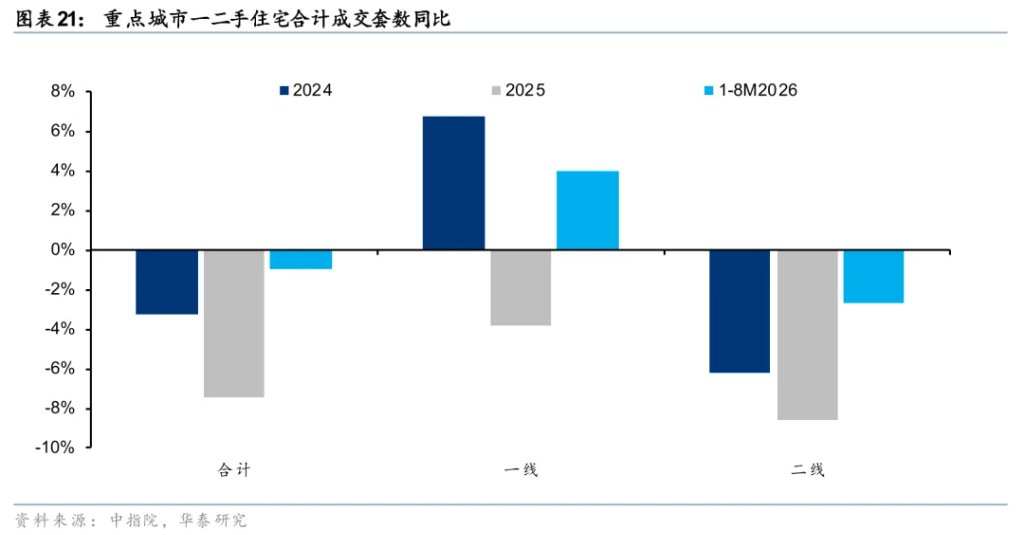 图表21： 重点城市一二手住宅合计成交套数同比
2024 2025 1-8M2026
8%
6%
4%
2%
0%
-2%
-4%
-6%
-8%
-10%
合计 一线 二线
资料来源：中指院，华泰研究